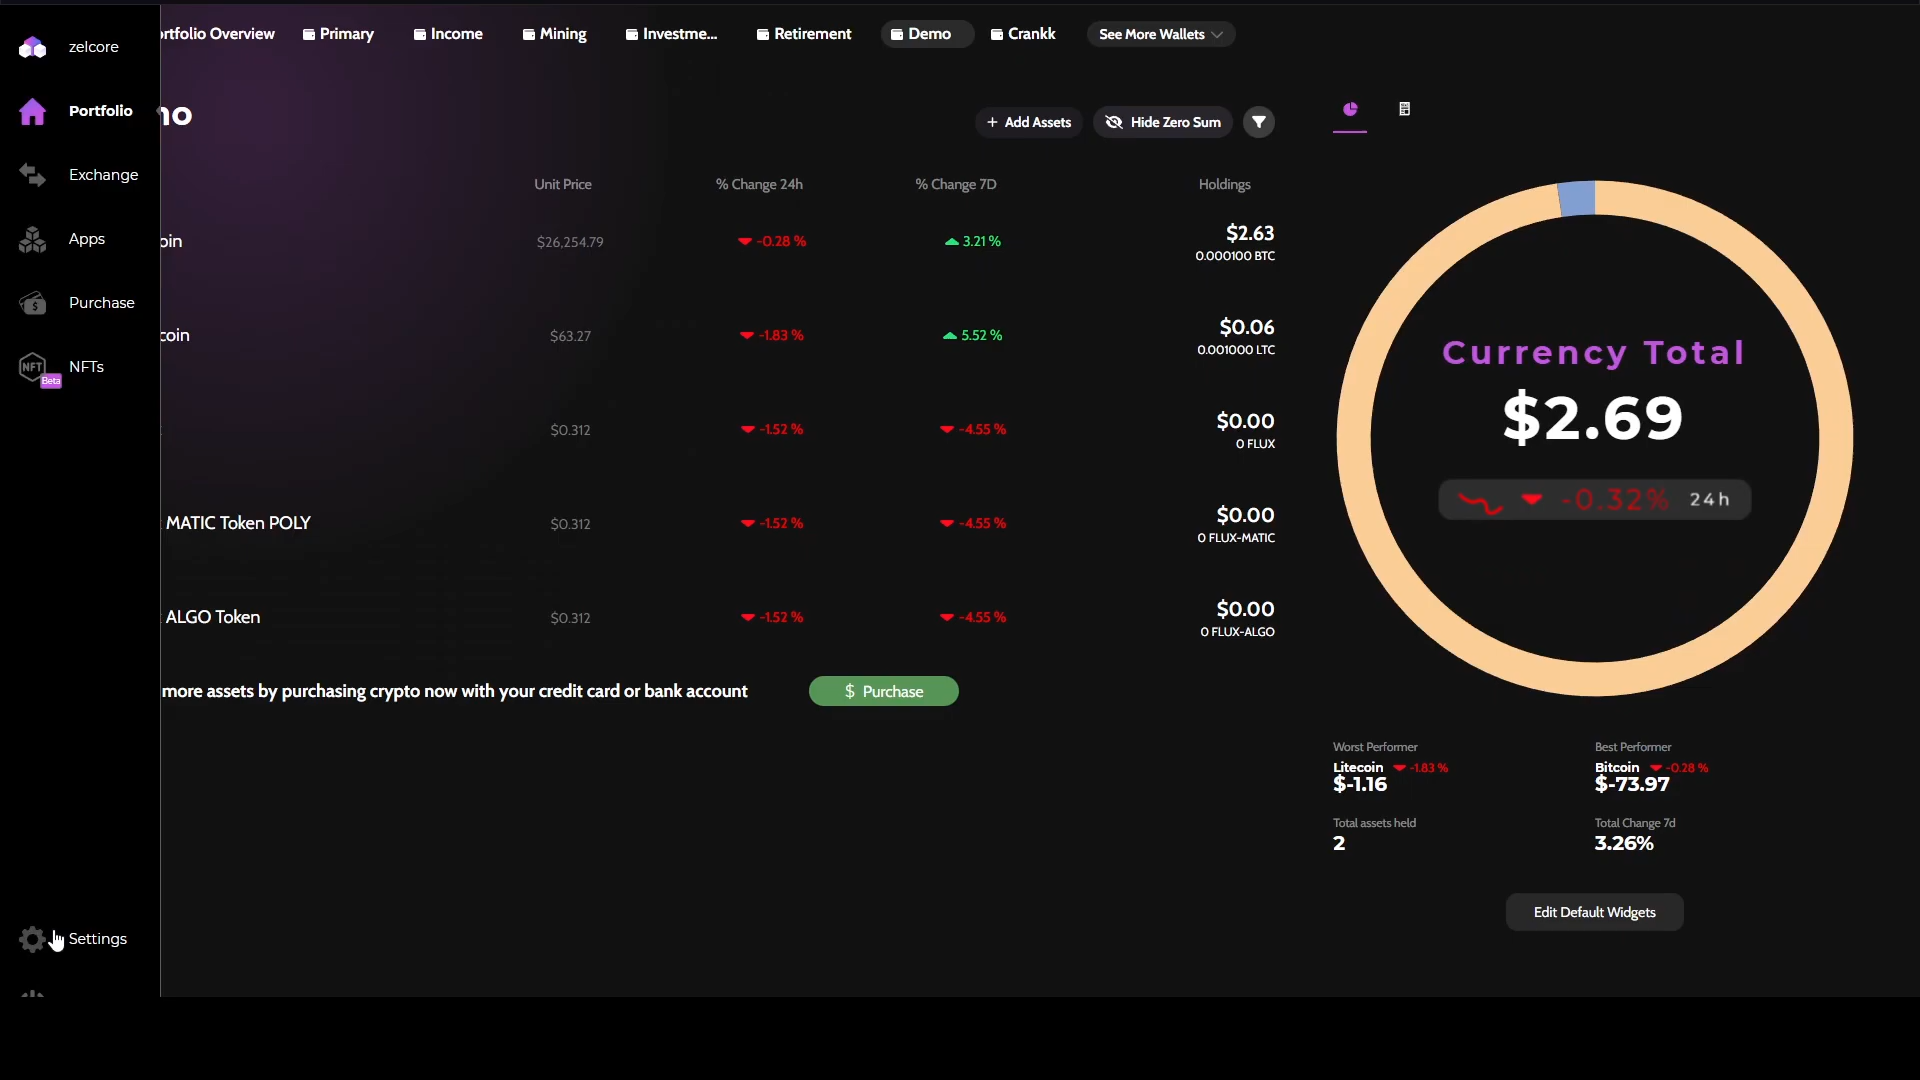 zelcore
Portfolio
Exchange
Apps
Purchase
NFT
Beta
NFTs
Settings
rtfolio Overview
Primary
Income
Mining
Investme...
Retirement
Demo
Crankk
See More Wallets
no
+ Add Assets
Hide Zero Sum
Unit Price
% Change 24h
% Change 7D
Holdings
oin
$26,254.79
-0.28 %
3.21 %
$2.63
0.000100 BTC
coin
$63.27
-1.83 %
5.52 %
$0.06
0.001000 LTC
$0.312
-1.52 %
-4.55 %
$0.00
0 FLUX
MATIC Token POLY
$0.312
-1.52 %
-4.55 %
$0.00
0 FLUX-MATIC
ALGO Token
$0.312
-1.52 %
-4.55 %
$0.00
0 FLUX-ALGO
more assets by purchasing crypto now with your credit card or bank account
$ Purchase
Currency Total
$2.69
-0.32% 24h
Worst Performer
Litecoin -1.83 %
$-1.16
Best Performer
Bitcoin -0.28 %
$-73.97
Total assets held
2
Total Change 7d
3.26%
Edit Default Widgets